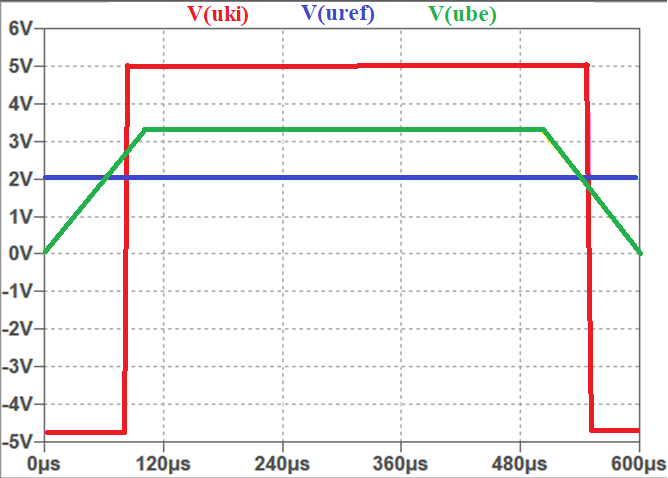 V(uki) V(uref) V(ube)
6V
5V
4V
3V
2V
1V
0V
-1V
-2V
-3V
-4V
-5V
0µs 120µs 240µs 360µs 480µs 600µs